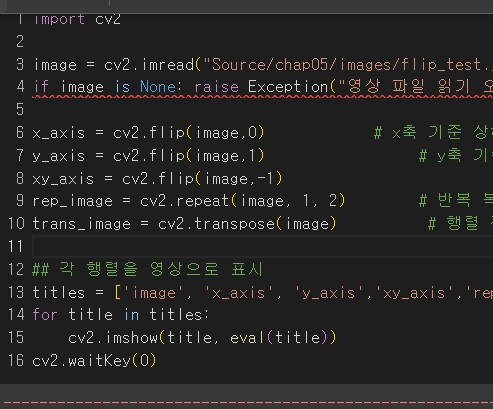 1 import cv2
2
3 image = cv2.imread("Source/chap05/images/flip_test.
4 if image is None: raise Exception("영상 파일 읽기
5
6 x_axis = cv2.flip(image,0) # x축 기준
7 y_axis = cv2.flip(image,1) # y축
8 xy_axis = cv2.flip(image,-1)
9 rep_image = cv2.repeat(image, 1, 2) # 반복
10 trans_image = cv2.transpose(image) # 행렬
11
12 ## 각 행렬을 영상으로 표시
13 titles = ['image', 'x_axis', 'y_axis','xy_axis','rep
14 for title in titles:
15 cv2.imshow(title, eval(title))
16 cv2.waitKey(0)